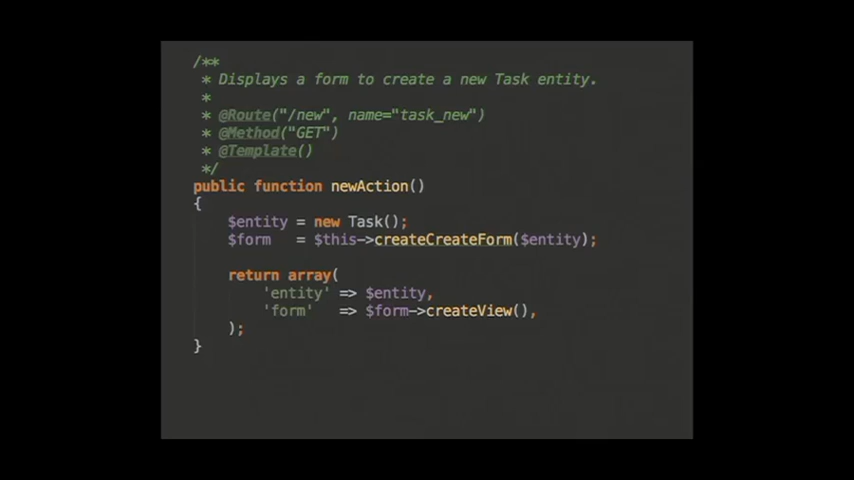 /**
 * Displays a form to create a new Task entity.
 *
 * @Route("/new", name="task_new")
 * @Method("GET")
 * @Template()
 */
public function newAction()
{
    $entity = new Task();
    $form   = $this->createCreateForm($entity);

    return array(
        'entity' => $entity,
        'form'   => $form->createView(),
    );
}